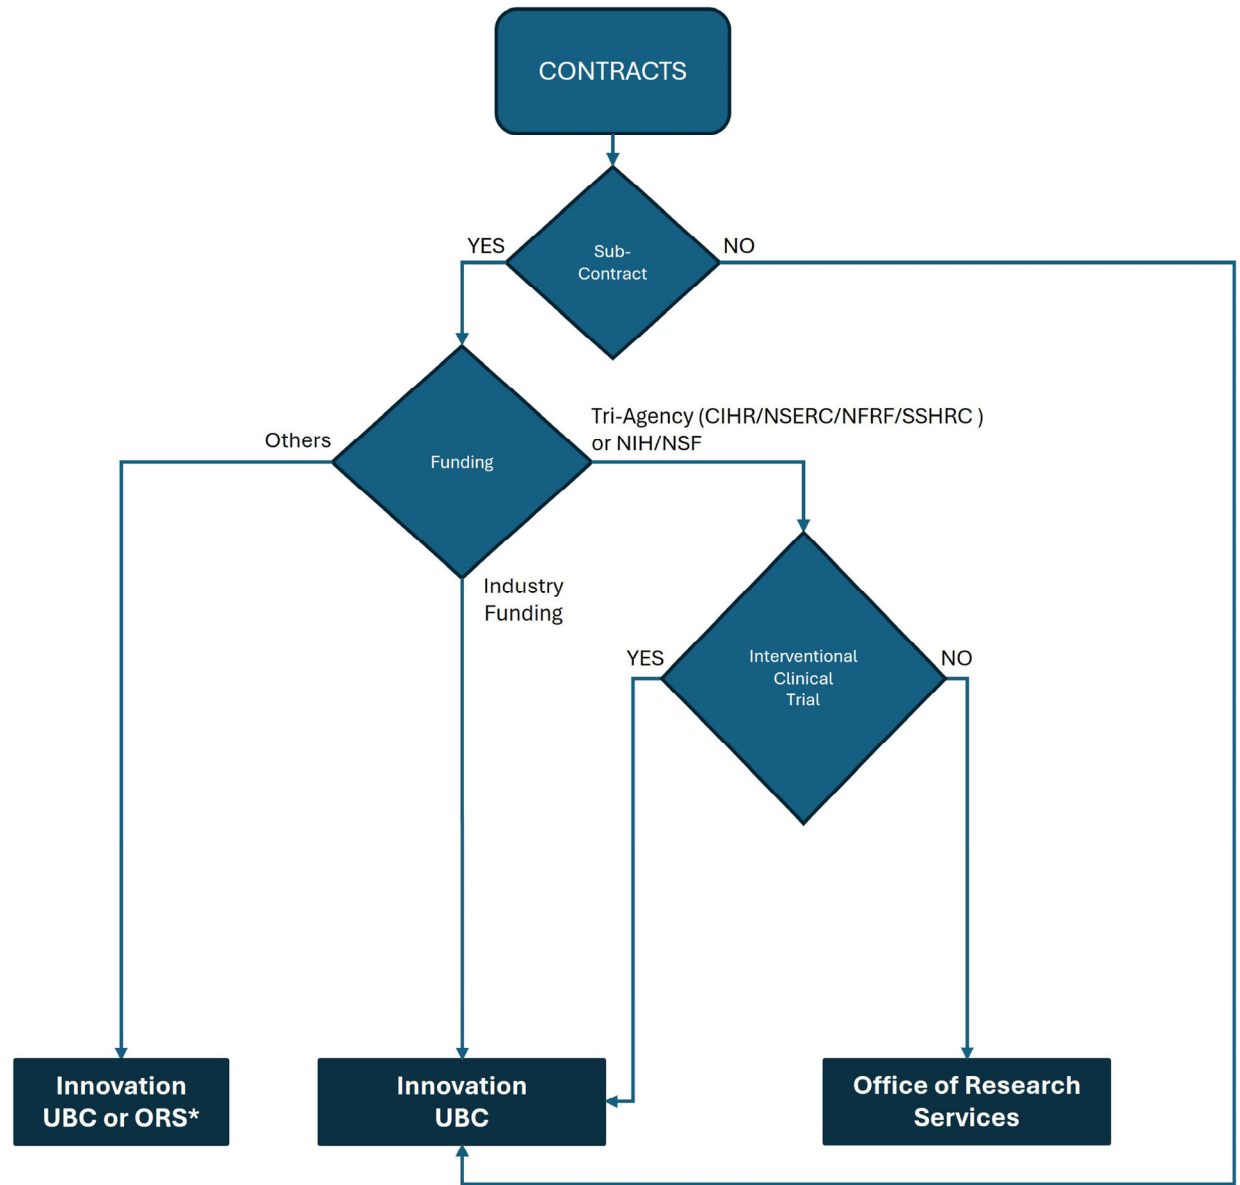 CONTRACTS
YES
NO
Sub-
Contract
Others
Tri-Agency (CIHR/NSERC/NFRF/SSHRC )
or NIH/NSF
Funding
Industry
Funding
YES
NO
Interventional
Clinical
Trial
Innovation
UBC or ORS*
Innovation
UBC
Office of Research
Services